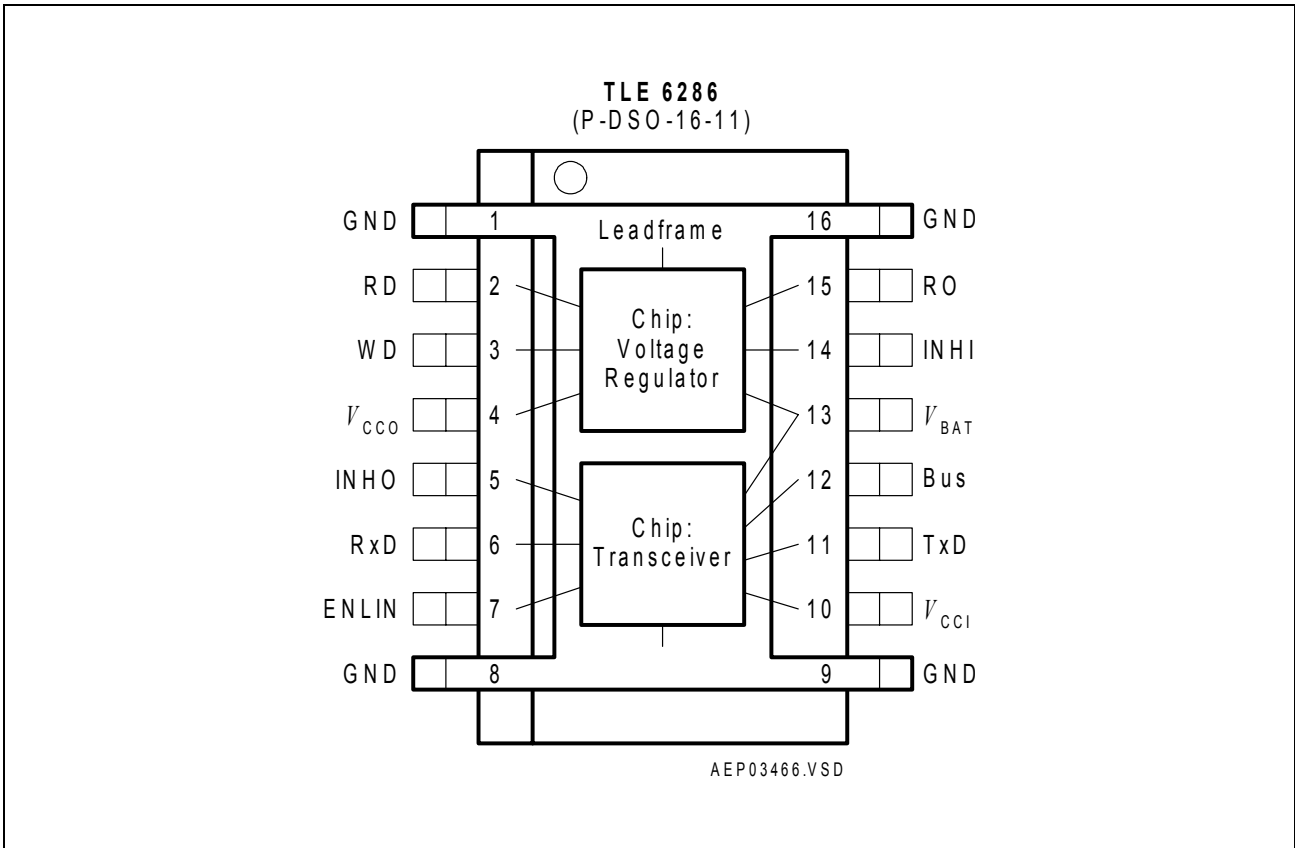 TLE 6286
(P-DSO-16-11)
GND 1 Leadframe 16 GND
RD 2 15 RO
Chip:
WD 3 Voltage 14 INHI
Regulator
VCCO 4 13 VBAT
INHO 5 12 Bus
Chip:
RxD 6 Transceiver 11 TxD
ENLIN 7 10 VCCI
GND 8 9 GND
AEP03466.VSD